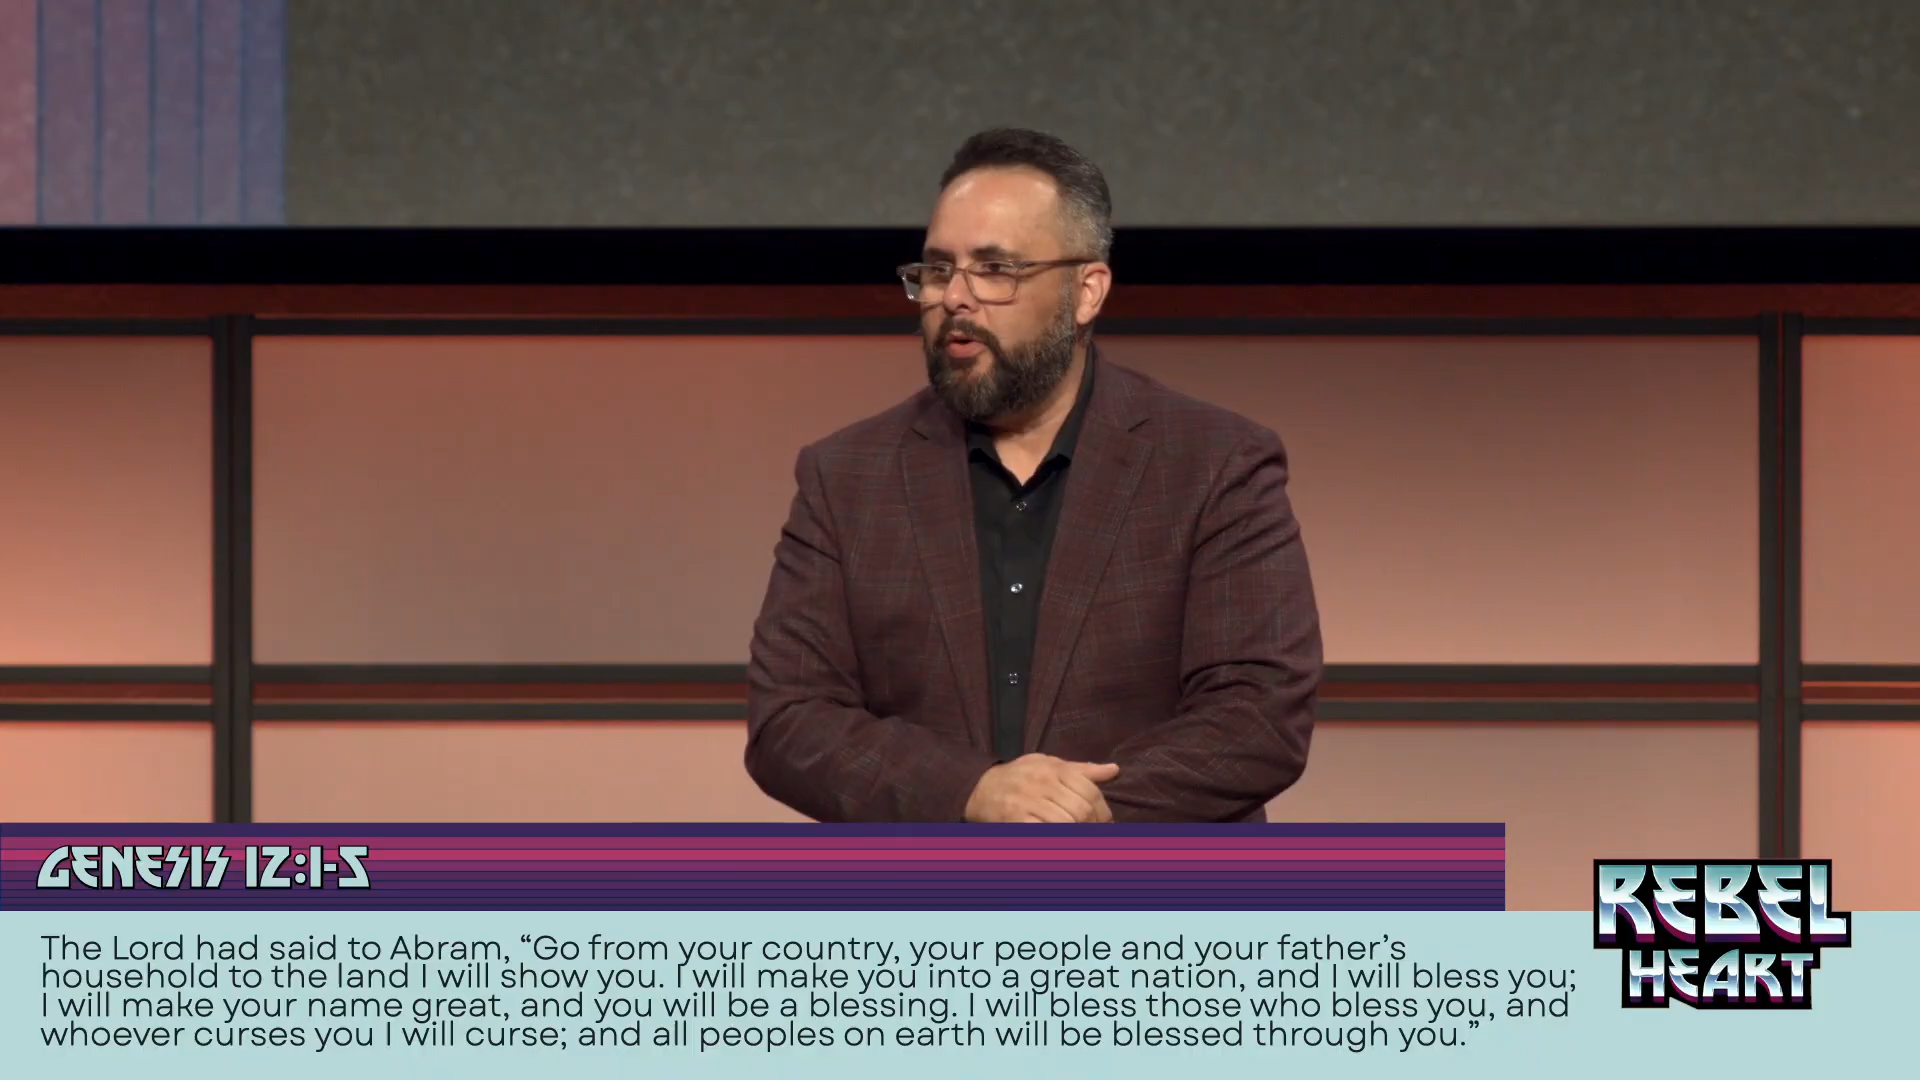 GENESIS 12:1-5
The Lord had said to Abram, “Go from your country, your people and your father’s
household to the land I will show you. I will make you into a great nation, and I will bless you;
I will make your name great, and you will be a blessing. I will bless those who bless you, and
whoever curses you I will curse; and all peoples on earth will be blessed through you.”
REBEL
HEART